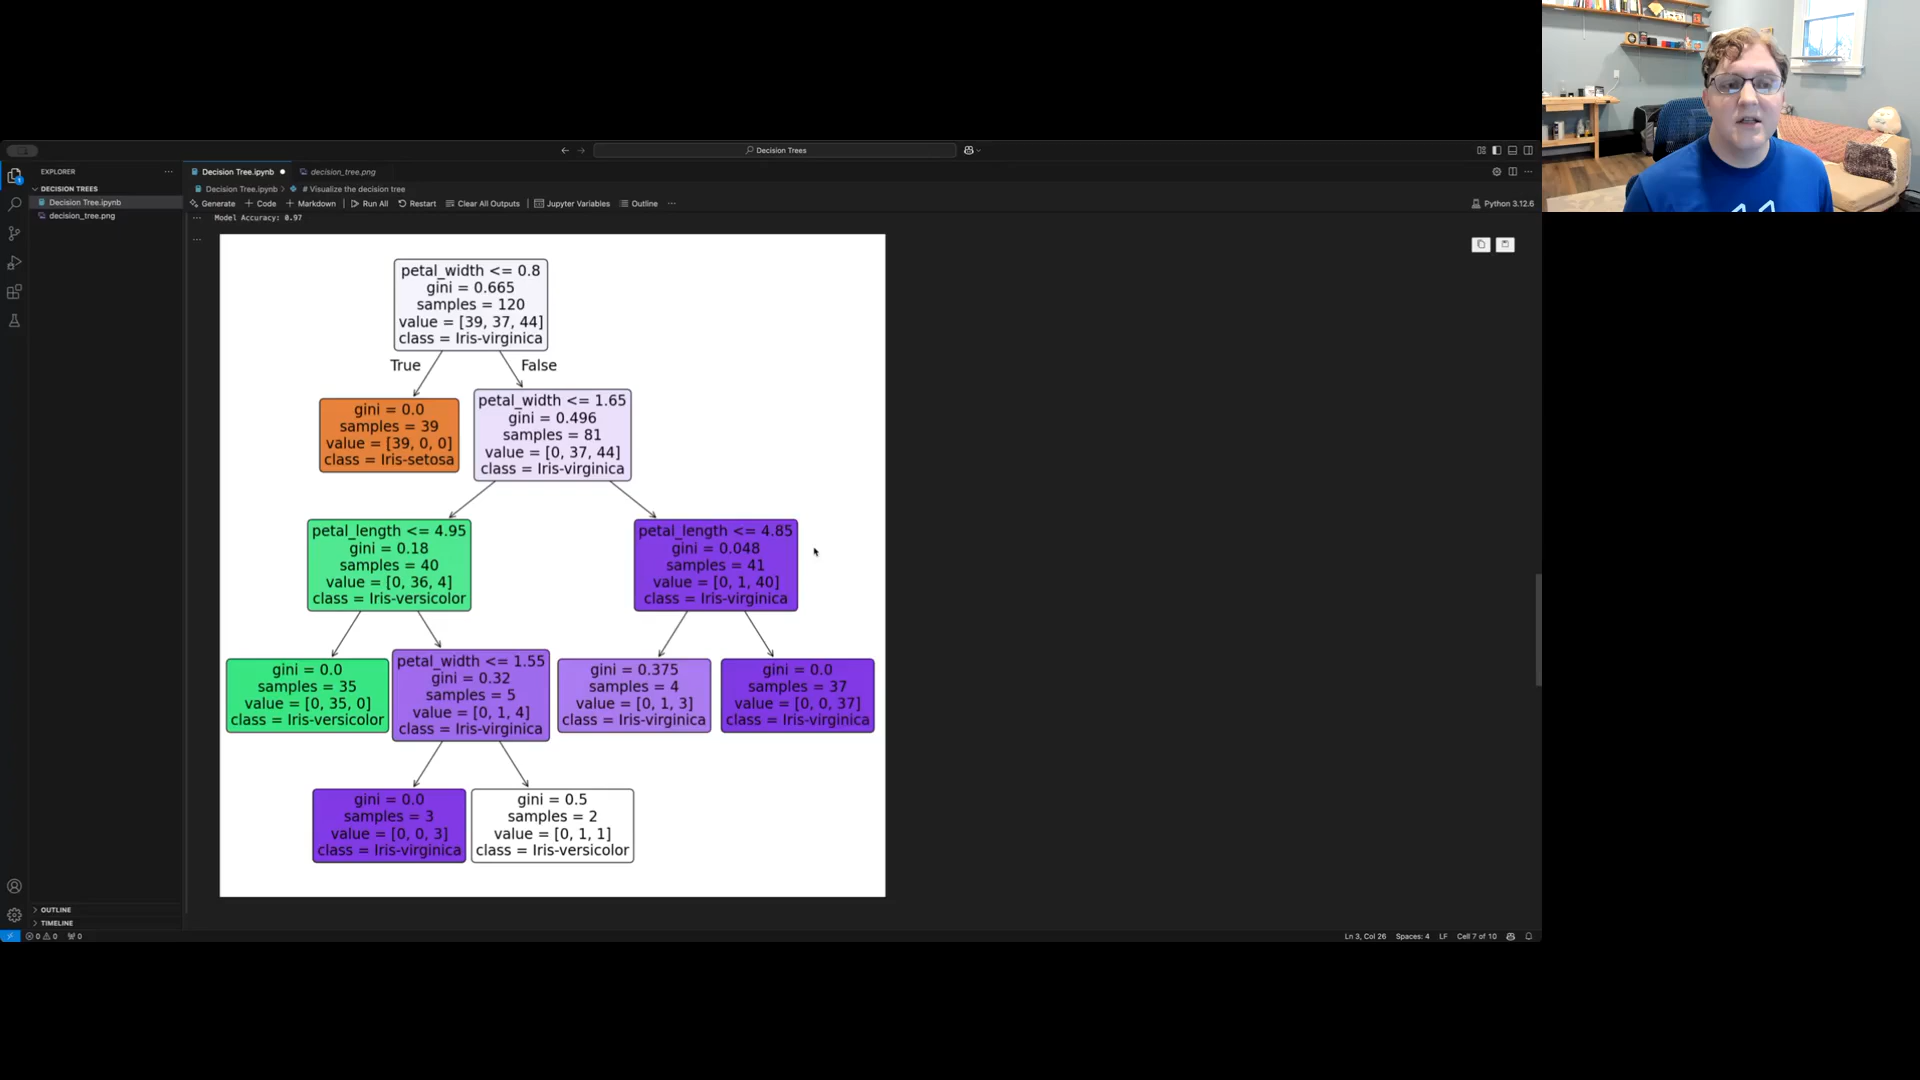 Decision Trees
EXPLORER
DECISION TREES
Decision Tree.ipynb
decision_tree.png
Decision Tree.ipynb
decision_tree.png
Decision Tree.ipynb > # Visualize the decision tree
Generate + Code + Markdown Run All Restart Clear All Outputs Jupyter Variables Outline ...
Python 3.12.6
Model Accuracy: 0.97
petal_width <= 0.8
gini = 0.665
samples = 120
value = [39, 37, 44]
class = Iris-virginica
True
False
gini = 0.0
samples = 39
value = [39, 0, 0]
class = Iris-setosa
petal_width <= 1.65
gini = 0.496
samples = 81
value = [0, 37, 44]
class = Iris-virginica
petal_length <= 4.95
gini = 0.18
samples = 40
value = [0, 36, 4]
class = Iris-versicolor
petal_length <= 4.85
gini = 0.048
samples = 41
value = [0, 1, 40]
class = Iris-virginica
gini = 0.0
samples = 35
value = [0, 35, 0]
class = Iris-versicolor
petal_width <= 1.55
gini = 0.32
samples = 5
value = [0, 1, 4]
class = Iris-virginica
gini = 0.375
samples = 4
value = [0, 1, 3]
class = Iris-virginica
gini = 0.0
samples = 37
value = [0, 0, 37]
class = Iris-virginica
gini = 0.0
samples = 3
value = [0, 0, 3]
class = Iris-virginica
gini = 0.5
samples = 2
value = [0, 1, 1]
class = Iris-versicolor
OUTLINE
TIMELINE
0 0 0
Ln 3, Col 26 Spaces: 4 LF Cell 7 of 10